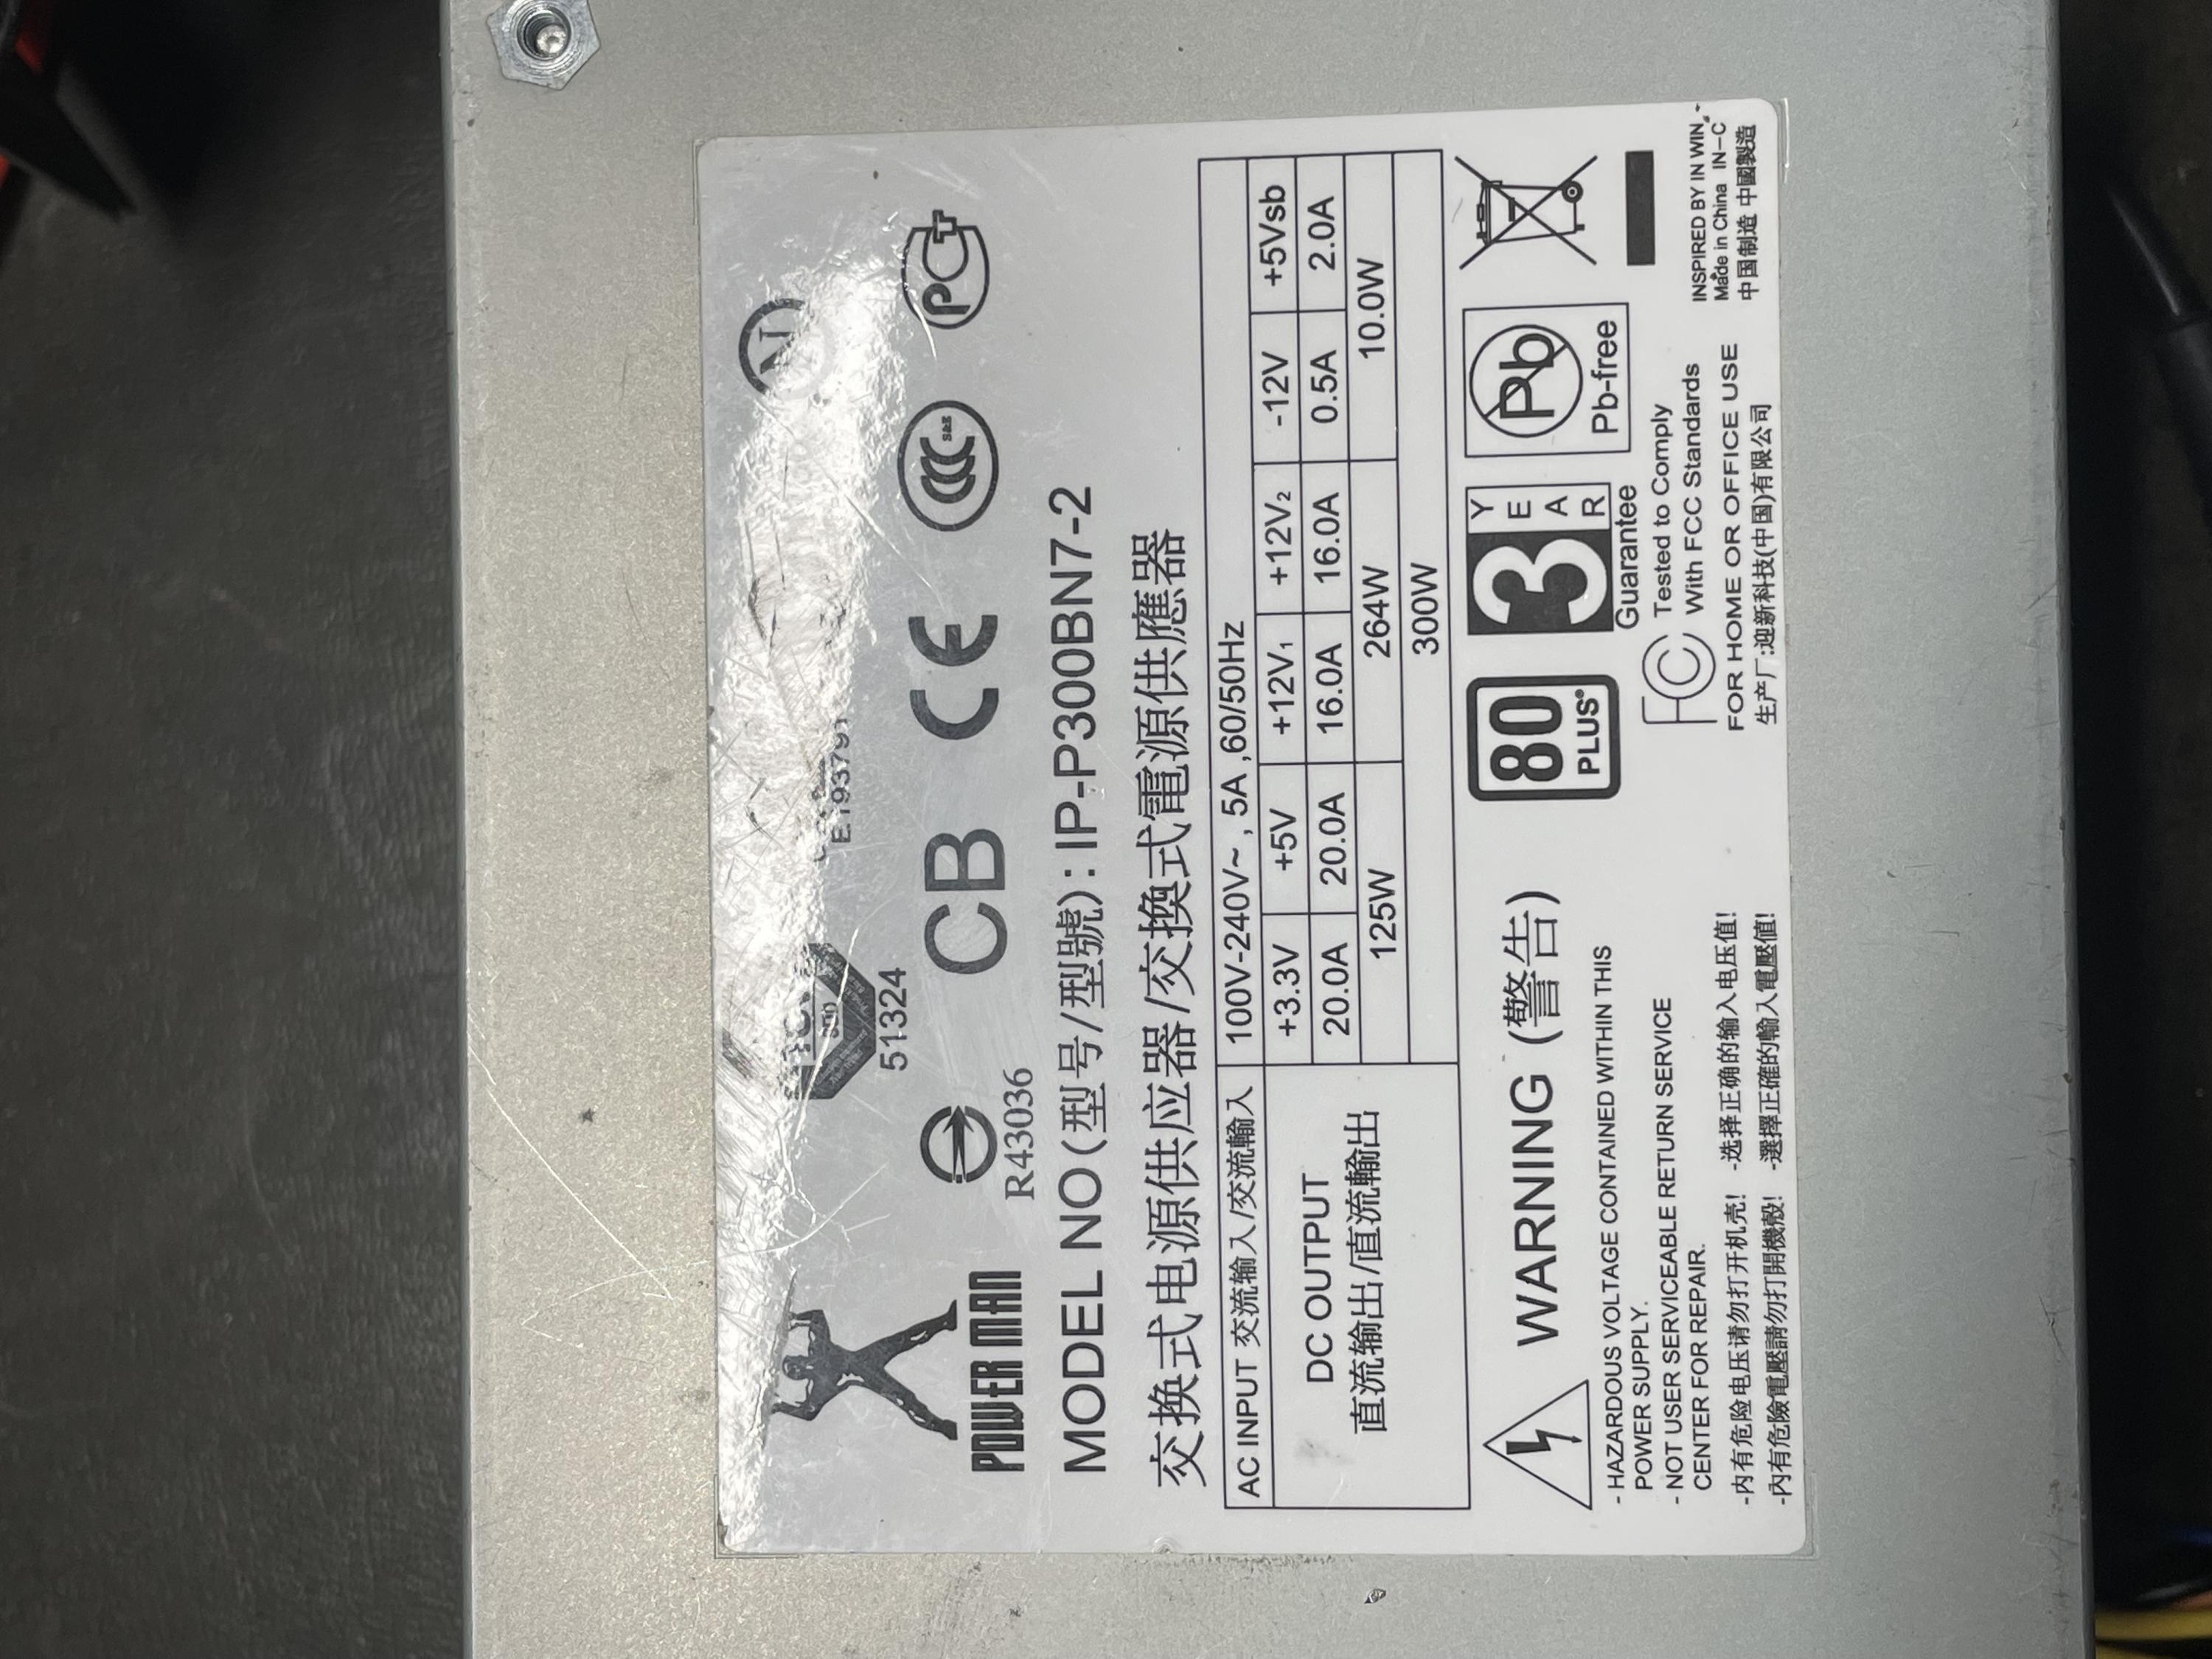 POWER MAN
R43036
51324
E193791
CB
CE
CCC
S&E
N
MODEL NO(型号/型號): IP-P300BN7-2
交换式电源供应器/交換式電源供應器
AC INPUT 交流输入/交流輸入 100V-240V~, 5A ,60/50Hz
DC OUTPUT
直流输出/直流輸出
+3.3V +5V +12V₁ +12V₂ -12V +5Vsb
20.0A 20.0A 16.0A 16.0A 0.5A 2.0A
125W 264W 10.0W
300W
WARNING (警告)
- HAZARDOUS VOLTAGE CONTAINED WITHIN THIS
POWER SUPPLY.
- NOT USER SERVICEABLE RETURN SERVICE
CENTER FOR REPAIR.
-内有危险电压请勿打开机壳! -选择正确的输入电压值!
-內有危險電壓請勿打開機殼! -選擇正確的輸入電壓值!
80
PLUS®
3 YEAR
Guarantee
Pb
Pb-free
FC Tested to Comply
With FCC Standards
FOR HOME OR OFFICE USE
生产厂:迎新科技(中国)有限公司
INSPIRED BY IN WIN
Made in China IN-C
中国制造 中國製造